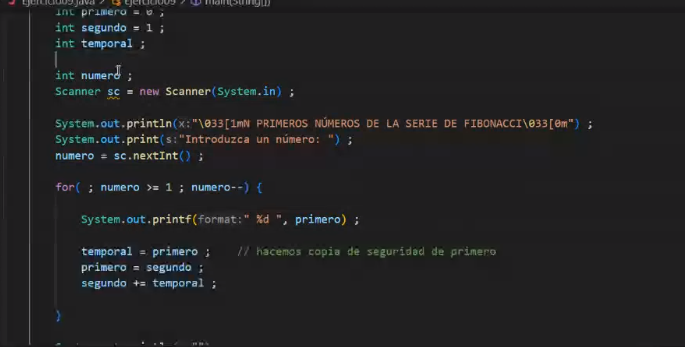 Ejercicio09.java > Ejercicio09 > main(String[])
int primero = 0 ;
int segundo = 1 ;
int temporal ;
int numero ;
Scanner sc = new Scanner(System.in) ;
System.out.println(x:"\033[1mN PRIMEROS NÚMEROS DE LA SERIE DE FIBONACCI\033[0m") ;
System.out.print(s:"Introduzca un número: ") ;
numero = sc.nextInt() ;
for( ; numero >= 1 ; numero--) {
System.out.printf(format:" %d ", primero) ;
temporal = primero ; // hacemos copia de seguridad de primero
primero = segundo ;
segundo += temporal ;
}